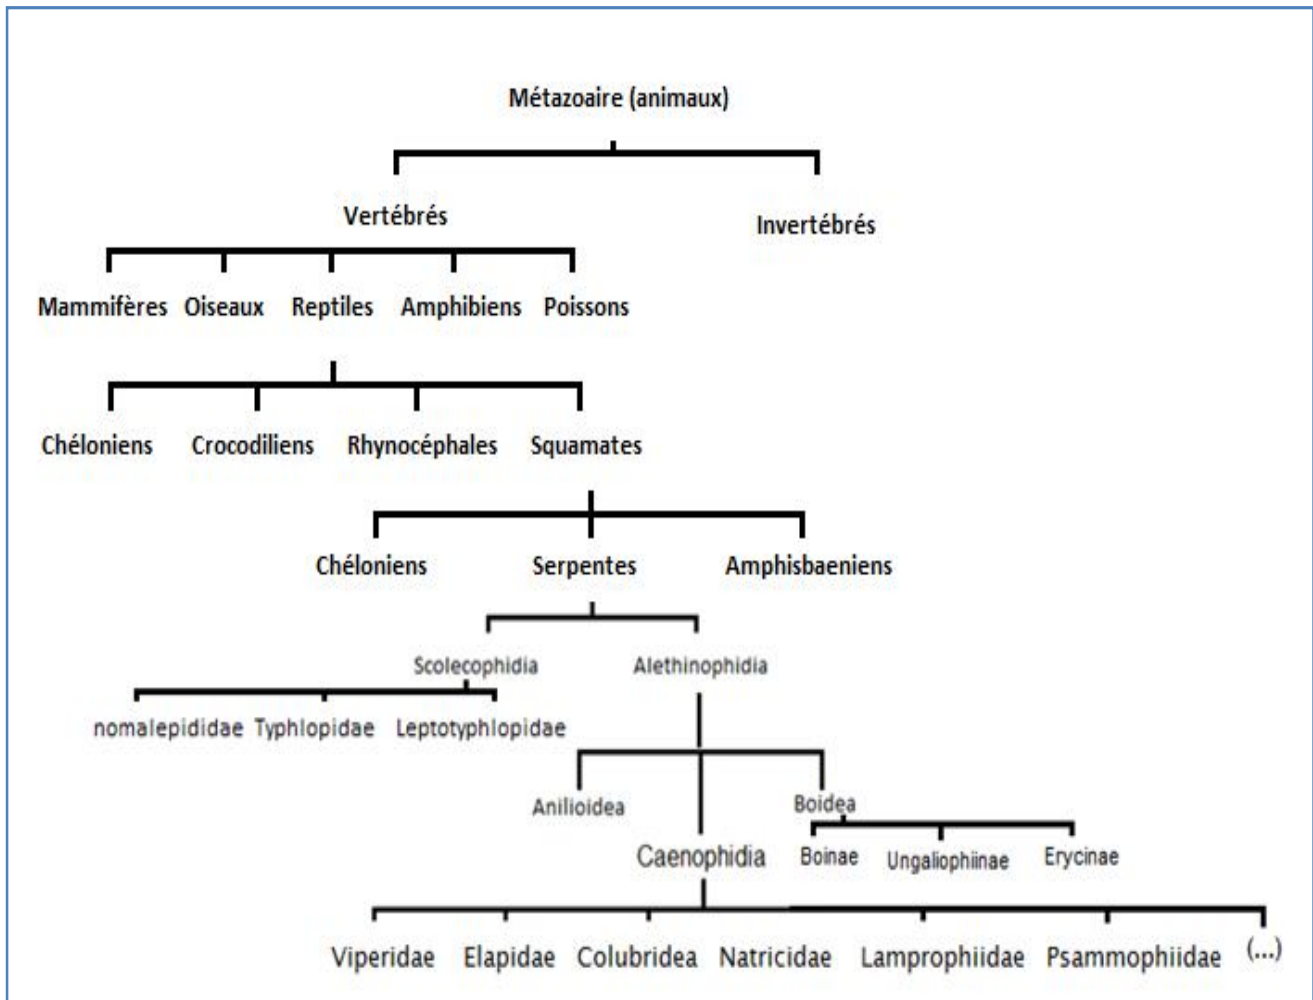 Métazoaire (animaux)
Vertébrés
Invertébrés
Mammifères Oiseaux Reptiles Amphibiens Poissons
Chéloniens Crocodiliens Rhynocéphales Squamates
Chéloniens Serpentes Amphisbaeniens
Scolecophidia Alethinophidia
nomalepididae Typhlopidae Leptotyphlopidae
Anilioidea Boidea
Caenophidia Boinae Ungaliophiinae Erycinae
Viperidae Elapidae Colubridea Natricidae Lamprophiidae Psammophiidae (...)